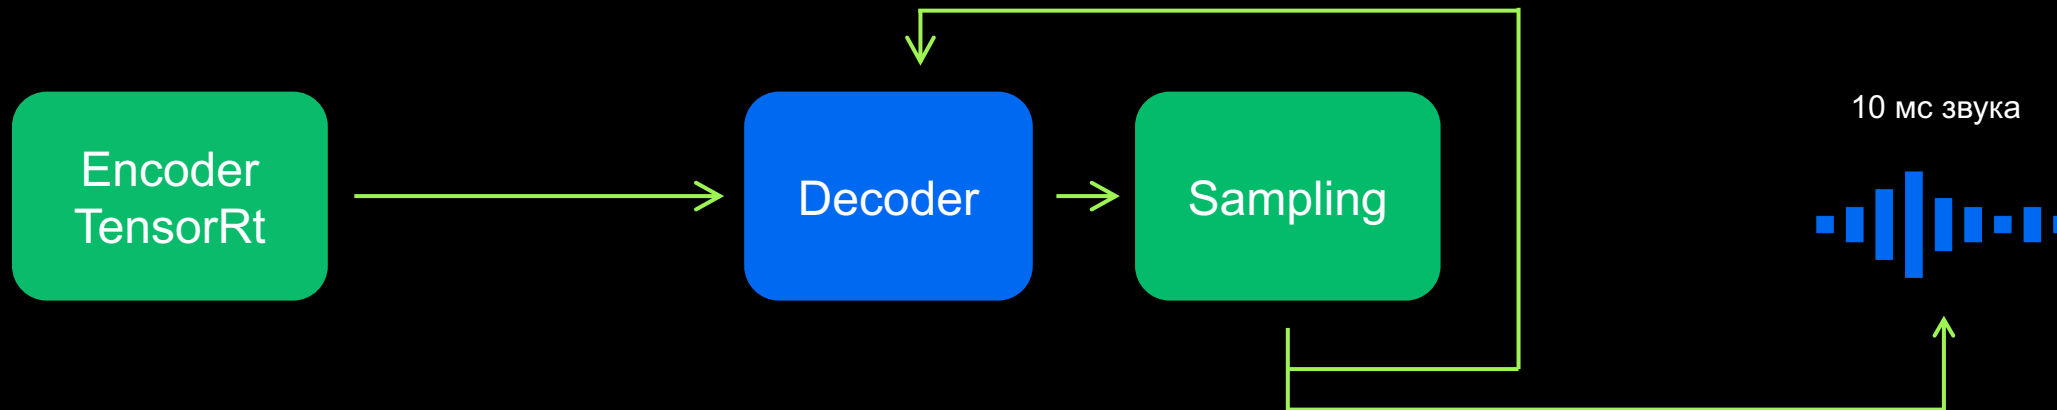 Encoder
TensorRt
Decoder
Sampling
10 мс звука